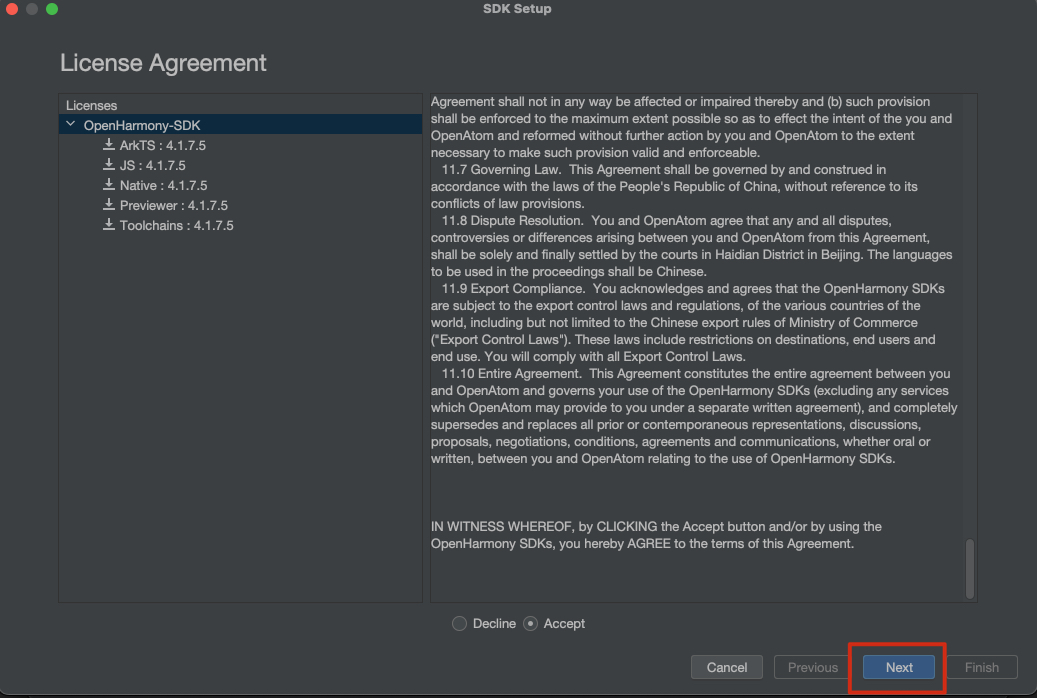 SDK Setup
License Agreement
Licenses
OpenHarmony-SDK
ArkTS : 4.1.7.5
JS : 4.1.7.5
Native : 4.1.7.5
Previewer : 4.1.7.5
Toolchains : 4.1.7.5
Agreement shall not in any way be affected or impaired thereby and (b) such provision
shall be enforced to the maximum extent possible so as to effect the intent of the you and
OpenAtom and reformed without further action by you and OpenAtom to the extent
necessary to make such provision valid and enforceable.
11.7 Governing Law.  This Agreement shall be governed by and construed in
accordance with the laws of the People's Republic of China, without reference to its
conflicts of law provisions.
11.8 Dispute Resolution.  You and OpenAtom agree that any and all disputes,
controversies or differences arising between you and OpenAtom from this Agreement,
shall be solely and finally settled by the courts in Haidian District in Beijing. The languages
to be used in the proceedings shall be Chinese.
11.9 Export Compliance.  You acknowledges and agrees that the OpenHarmony SDKs
are subject to the export control laws and regulations, of the various countries of the
world, including but not limited to the Chinese export rules of Ministry of Commerce
("Export Control Laws"). These laws include restrictions on destinations, end users and
end use. You will comply with all Export Control Laws.
11.10 Entire Agreement.  This Agreement constitutes the entire agreement between you
and OpenAtom and governs your use of the OpenHarmony SDKs (excluding any services
which OpenAtom may provide to you under a separate written agreement), and completely
supersedes and replaces all prior or contemporaneous representations, discussions,
proposals, negotiations, conditions, agreements and communications, whether oral or
written, between you and OpenAtom relating to the use of OpenHarmony SDKs.
IN WITNESS WHEREOF, by CLICKING the Accept button and/or by using the
OpenHarmony SDKs, you hereby AGREE to the terms of this Agreement.
Decline Accept
Cancel Previous Next Finish